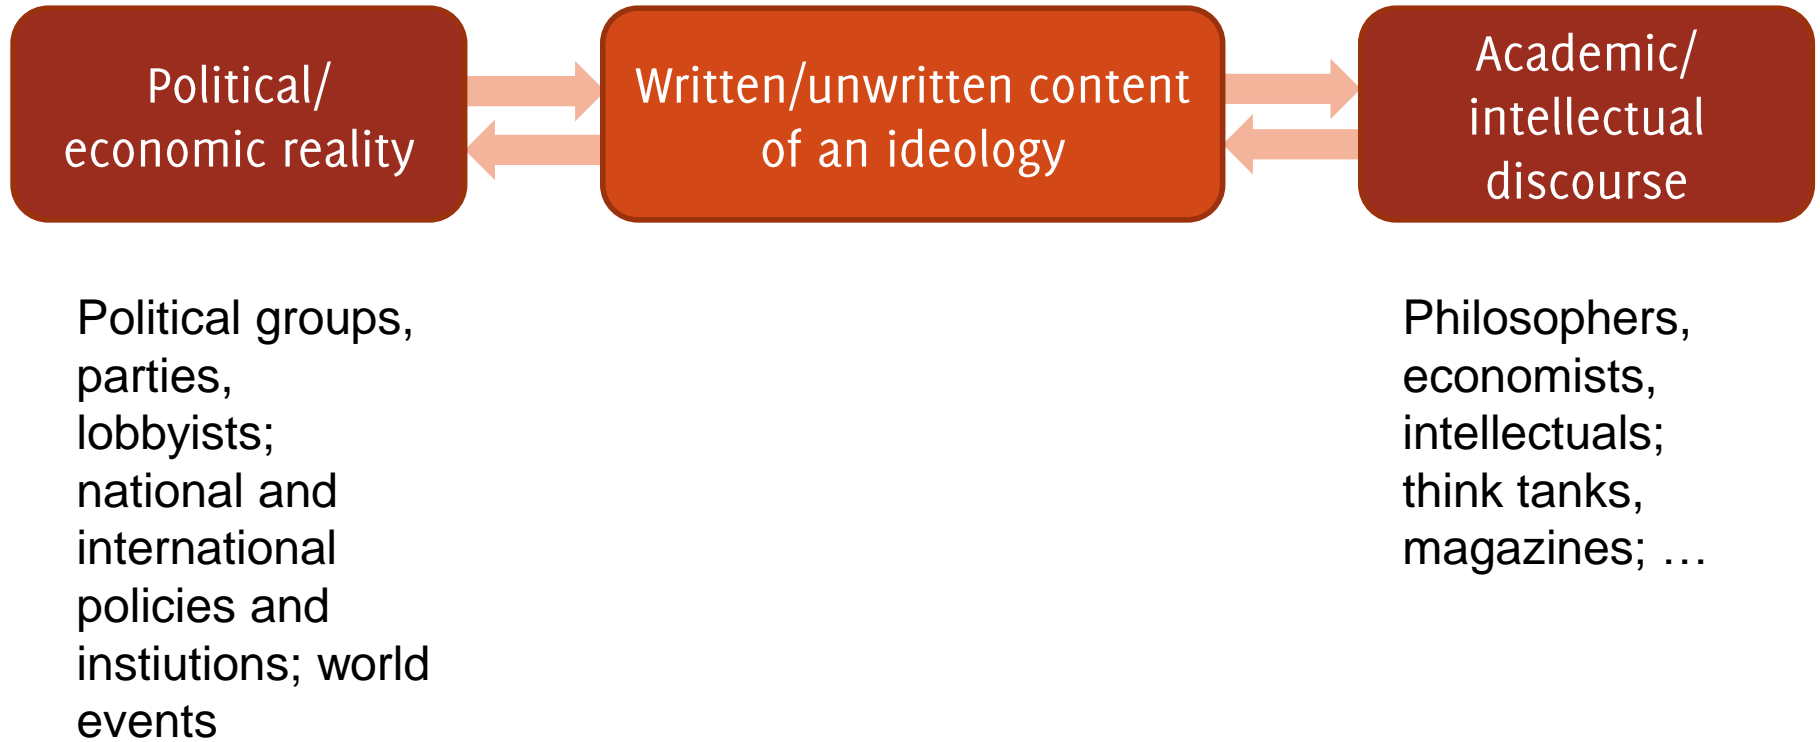 Political/
economic reality
Written/unwritten content
of an ideology
Academic/
intellectual
discourse
Political groups,
parties,
lobbyists;
national and
international
policies and
instiutions; world
events
Philosophers,
economists,
intellectuals;
think tanks,
magazines; …